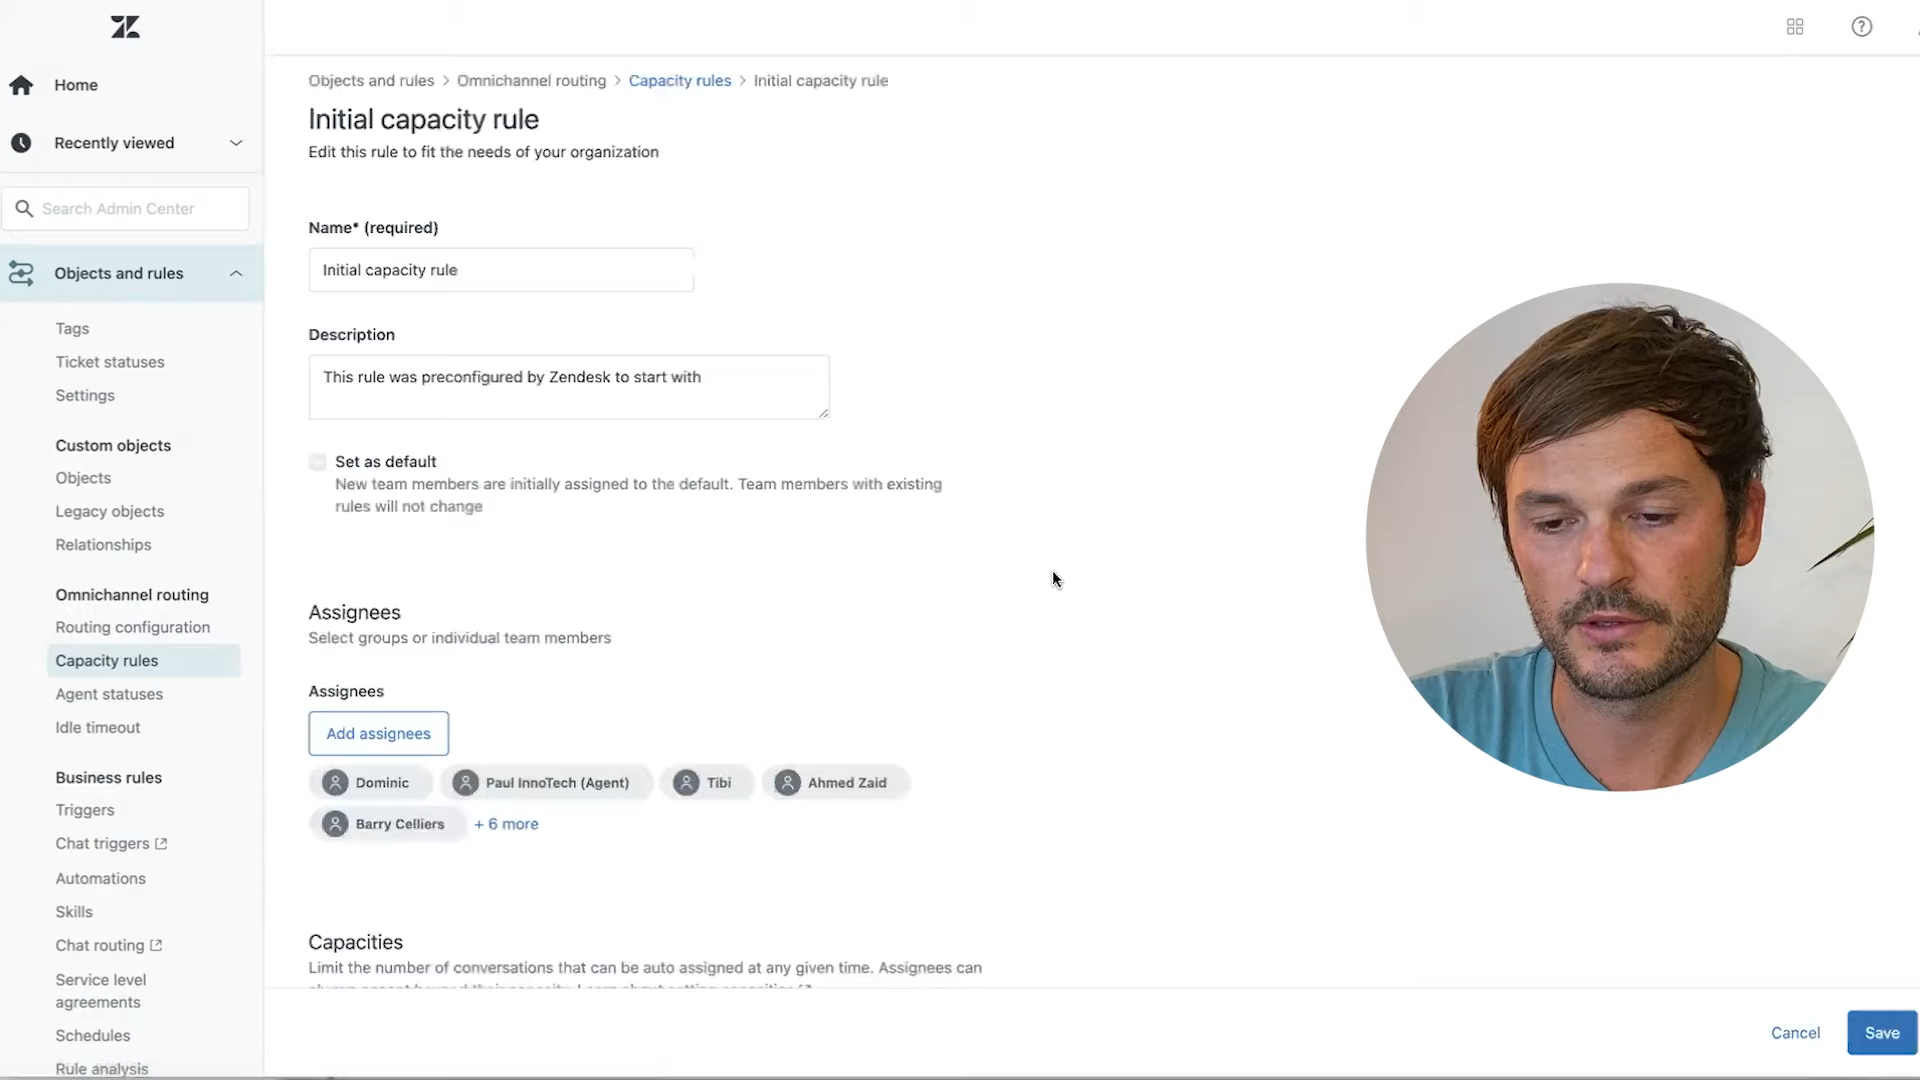 Home
Recently viewed
Search Admin Center
Objects and rules
Tags
Ticket statuses
Settings
Custom objects
Objects
Legacy objects
Relationships
Omnichannel routing
Routing configuration
Capacity rules
Agent statuses
Idle timeout
Business rules
Triggers
Chat triggers
Automations
Skills
Chat routing
Service level
agreements
Schedules
Rule analysis
Objects and rules > Omnichannel routing > Capacity rules > Initial capacity rule
Initial capacity rule
Edit this rule to fit the needs of your organization
Name* (required)
Initial capacity rule
Description
This rule was preconfigured by Zendesk to start with
Set as default
New team members are initially assigned to the default. Team members with existing
rules will not change
Assignees
Select groups or individual team members
Assignees
Add assignees
Dominic Paul InnoTech (Agent) Tibi Ahmed Zaid
Barry Celliers + 6 more
Capacities
Limit the number of conversations that can be auto assigned at any given time. Assignees can
Cancel Save